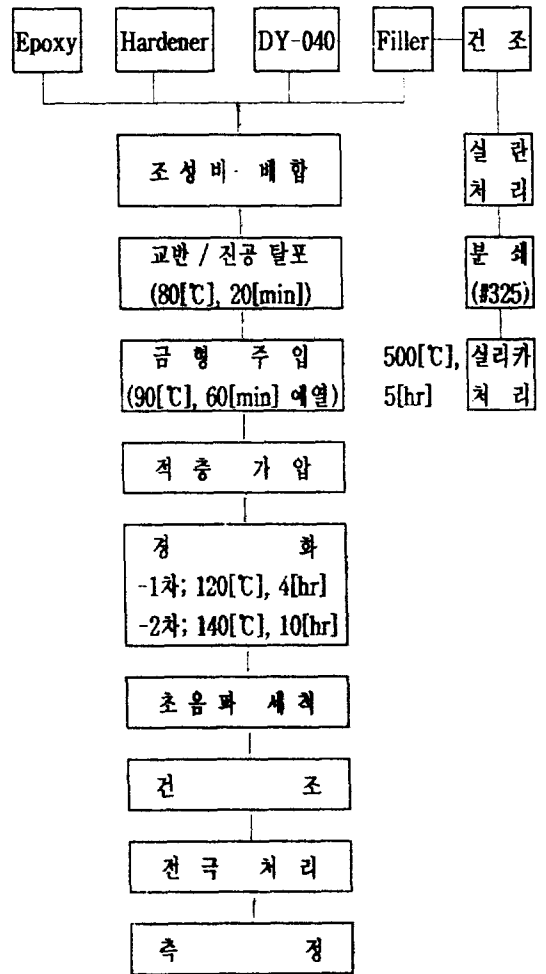 Epoxy Hardener DY-040 Filler 건 조
조성비· 배합
실 란
처 리
교반 / 진공 탈포
(80[℃], 20[min])
분 쇄
(#325)
금 형 주 입
(90[℃], 60[min] 예열)
500[℃],
5[hr]
실리카
처 리
적 층 가 압
경 화
-1차; 120[℃], 4[hr]
-2차; 140[℃], 10[hr]
초음파 세척
건 조
전 극 처 리
측 정